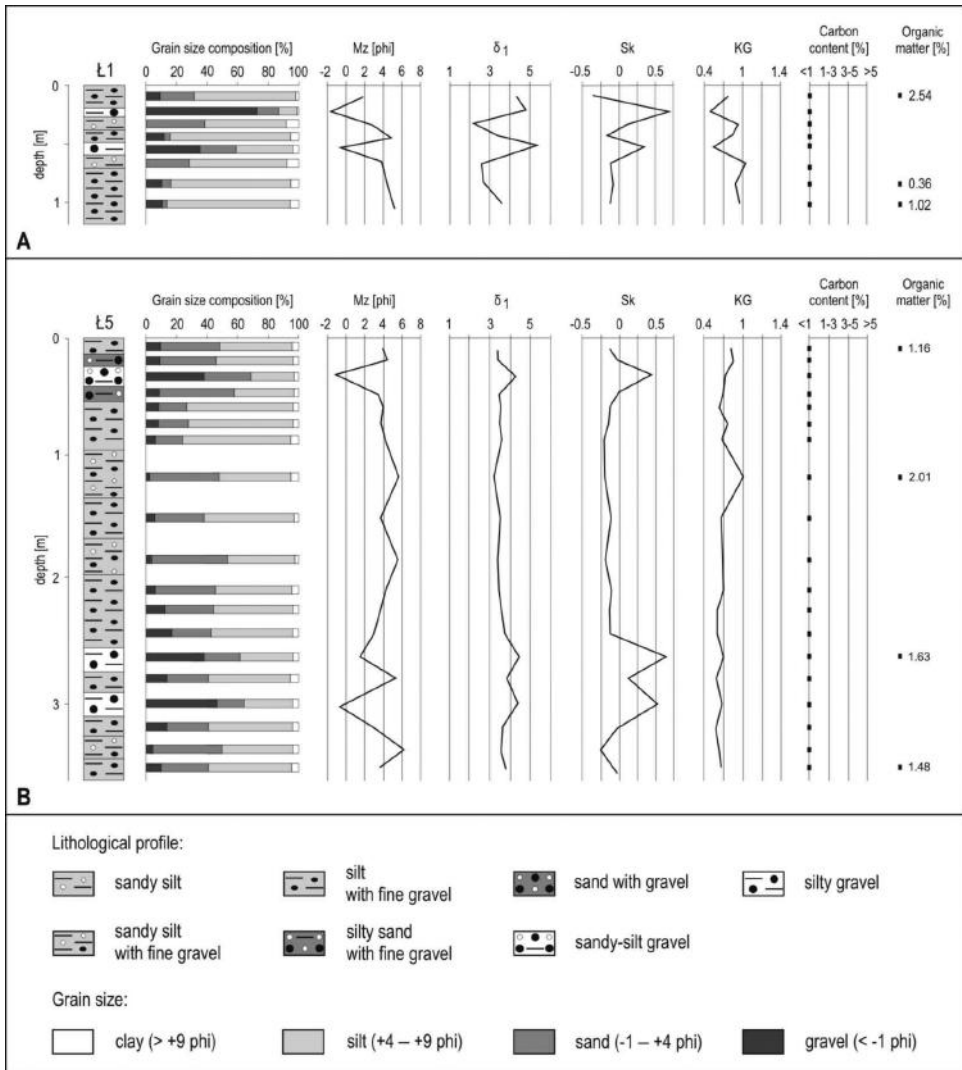 Grain size composition [%]
Mz [phi]
δ1
Sk
KG
Carbon
content [%]
Organic
matter [%]
Ł1
0 20 40 60 80 100
-2 0 2 4 6 8
1 3 5
-0.5 0 0.5
0.4 1 1.4
<1 1-3 3-5 >5
0
2.54
depth [m]
0.36
1
1.02
A
Grain size composition [%]
Mz [phi]
δ1
Sk
KG
Carbon
content [%]
Organic
matter [%]
Ł5
0 20 40 60 80 100
-2 0 2 4 6 8
1 3 5
-0.5 0 0.5
0.4 1 1.4
<1 1-3 3-5 >5
0
1.16
1
2.01
depth [m]
2
1.63
3
1.48
B
Lithological profile:
sandy silt
silt
with fine gravel
sand with gravel
silty gravel
sandy silt
with fine gravel
silty sand
with fine gravel
sandy-silt gravel
Grain size:
clay (> +9 phi)
silt (+4 – +9 phi)
sand (-1 – +4 phi)
gravel (< -1 phi)